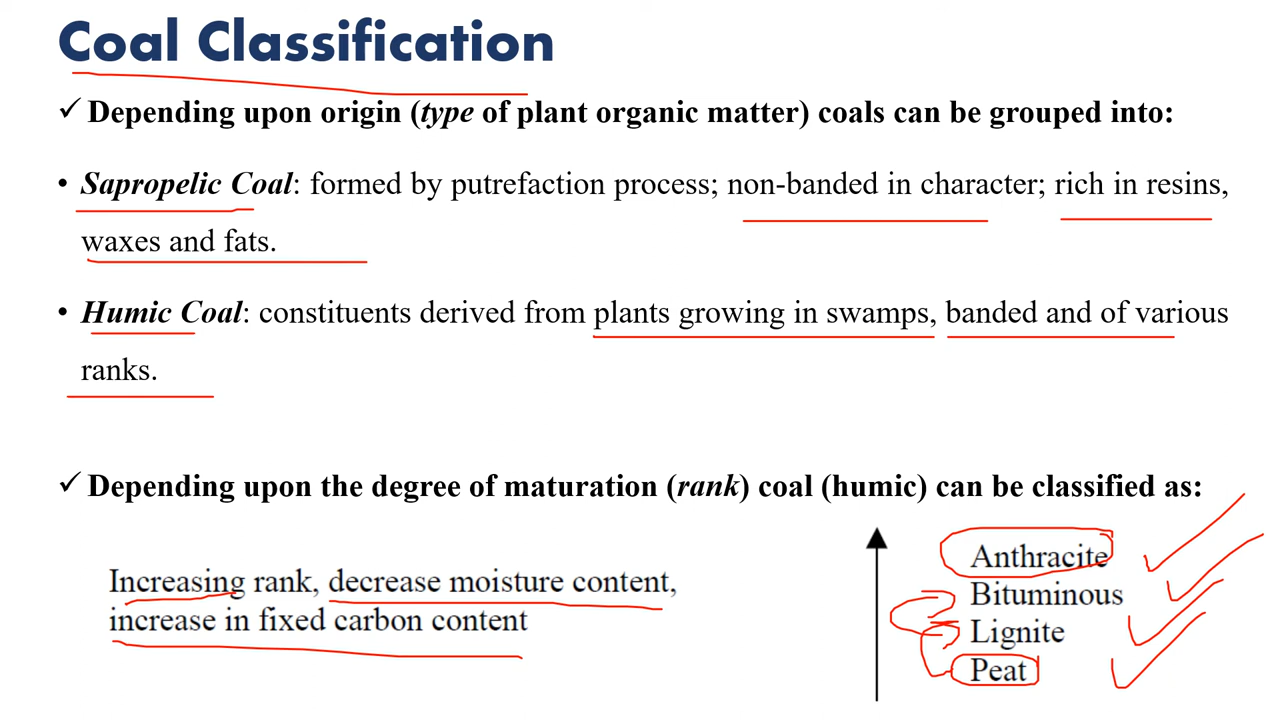 Coal Classification
✓ Depending upon origin (type of plant organic matter) coals can be grouped into:
• Sapropelic Coal: formed by putrefaction process; non-banded in character; rich in resins,
waxes and fats.
• Humic Coal: constituents derived from plants growing in swamps, banded and of various
ranks.
✓ Depending upon the degree of maturation (rank) coal (humic) can be classified as:
Increasing rank, decrease moisture content,
increase in fixed carbon content
Anthracite
Bituminous
Lignite
Peat